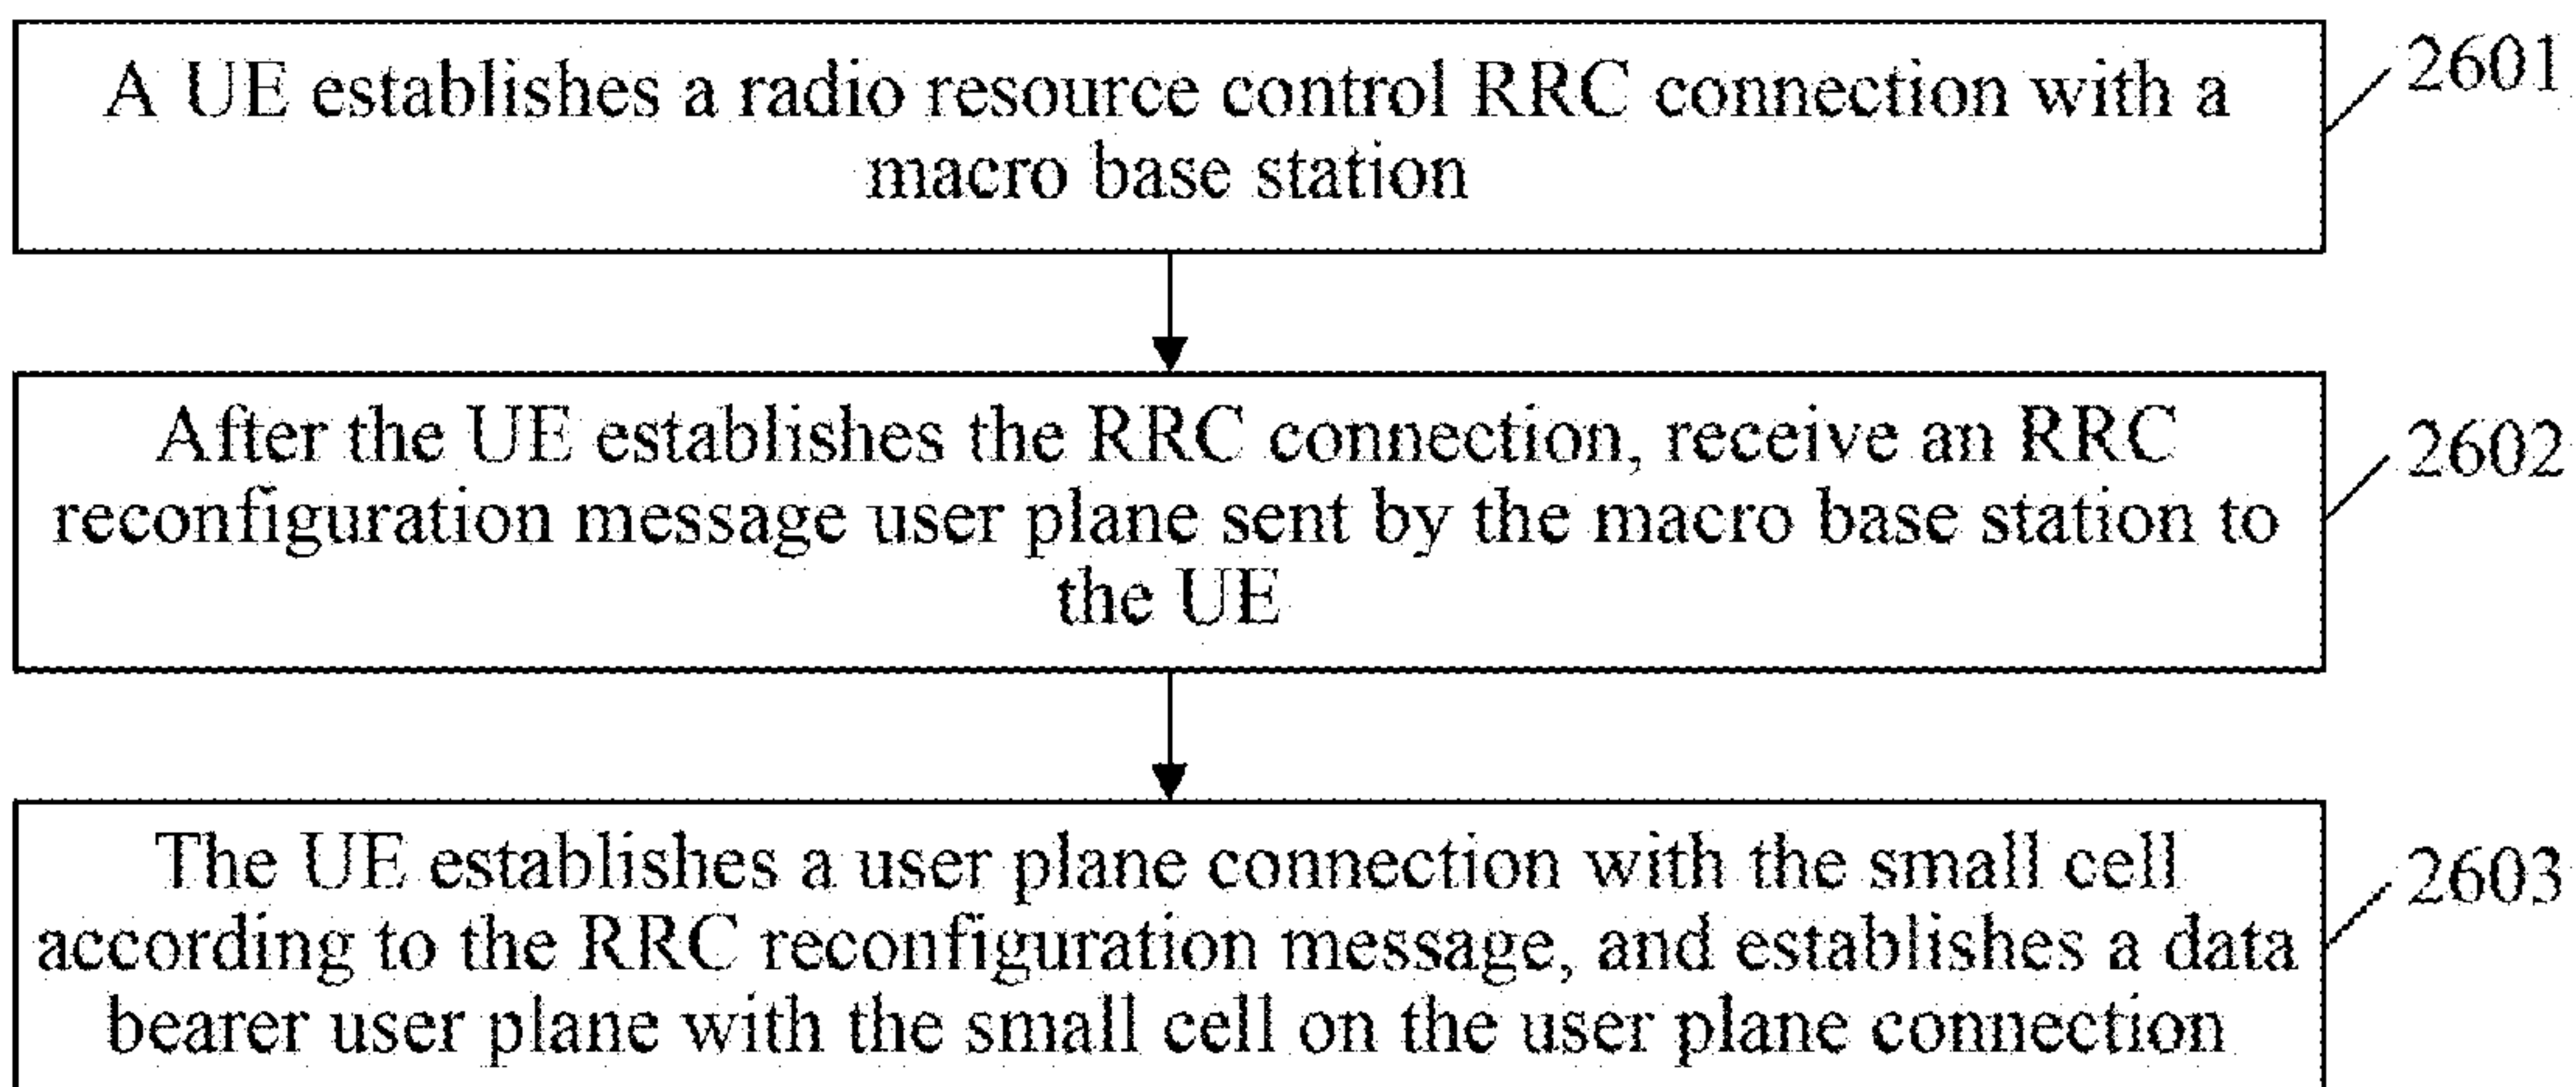 A UE establishes a radio resource control RRC connection with a
macro base station
2601
After the UE establishes the RRC connection, receive an RRC
reconfiguration message user plane sent by the macro base station to
the UE
2602
The UE establishes a user plane connection with the small cell
according to the RRC reconfiguration message, and establishes a data
bearer user plane with the small cell on the user plane connection
2603